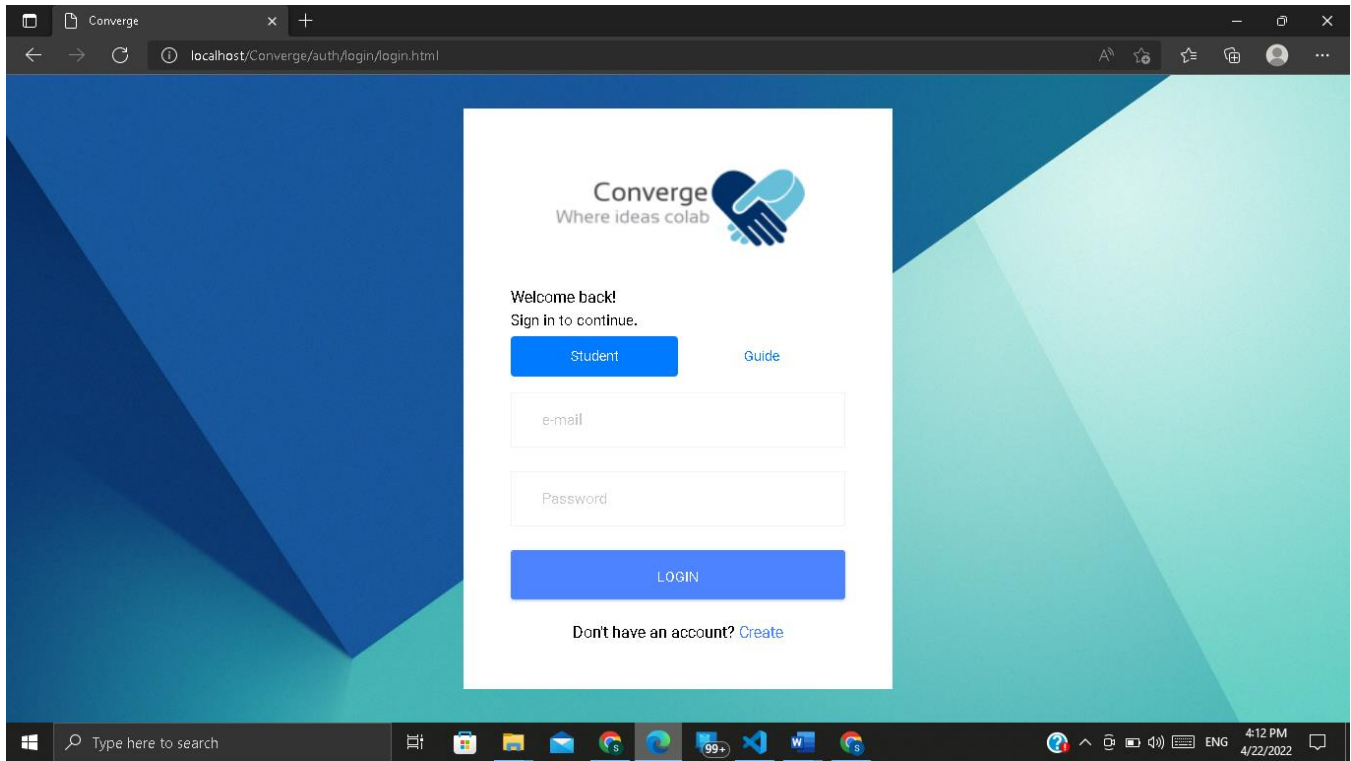 Converge
localhost/Converge/auth/login/login.html
Converge
Where ideas colab
Welcome back!
Sign in to continue.
Student Guide
e-mail
Password
LOGIN
Don't have an account? Create
Type here to search
99+
ENG
4:12 PM
4/22/2022